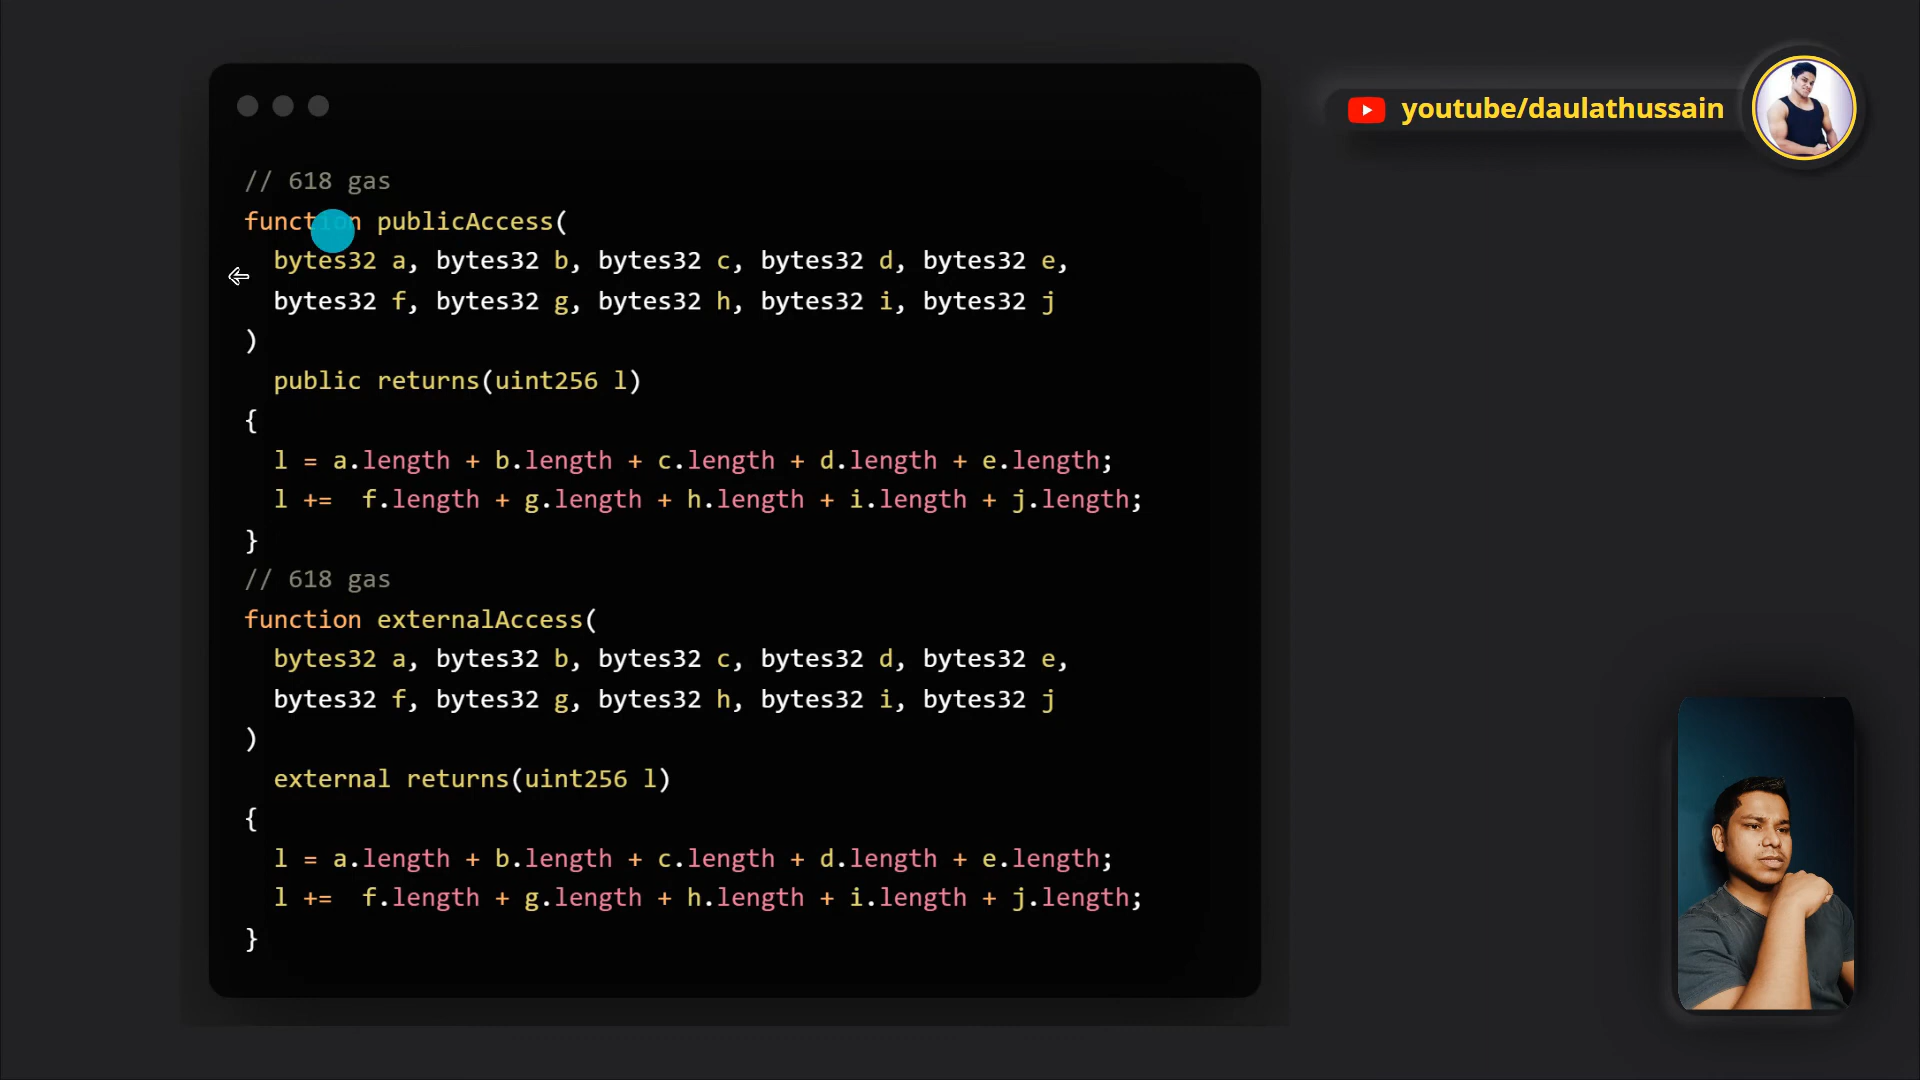 youtube/daulathussain
// 618 gas
function publicAccess(
bytes32 a, bytes32 b, bytes32 c, bytes32 d, bytes32 e,
bytes32 f, bytes32 g, bytes32 h, bytes32 i, bytes32 j
)
public returns(uint256 l)
{
l = a.length + b.length + c.length + d.length + e.length;
l +=  f.length + g.length + h.length + i.length + j.length;
}
// 618 gas
function externalAccess(
bytes32 a, bytes32 b, bytes32 c, bytes32 d, bytes32 e,
bytes32 f, bytes32 g, bytes32 h, bytes32 i, bytes32 j
)
external returns(uint256 l)
{
l = a.length + b.length + c.length + d.length + e.length;
l +=  f.length + g.length + h.length + i.length + j.length;
}